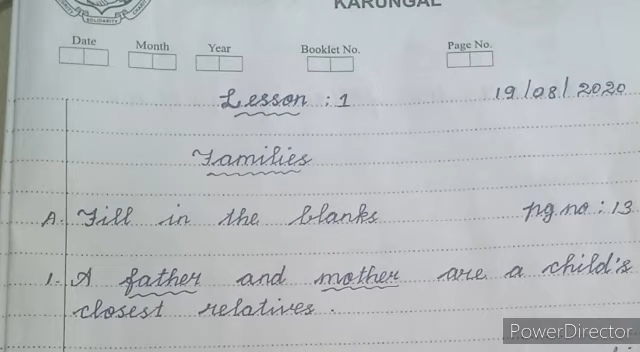 KARUNGAL
SOLIDARITY
Date Month Year Booklet No. Page No.
Lesson : 1 19/08/2020
Families
A. Fill in the blanks pg.no : 13
1. A father and mother are a child's
closest relatives.
PowerDirector